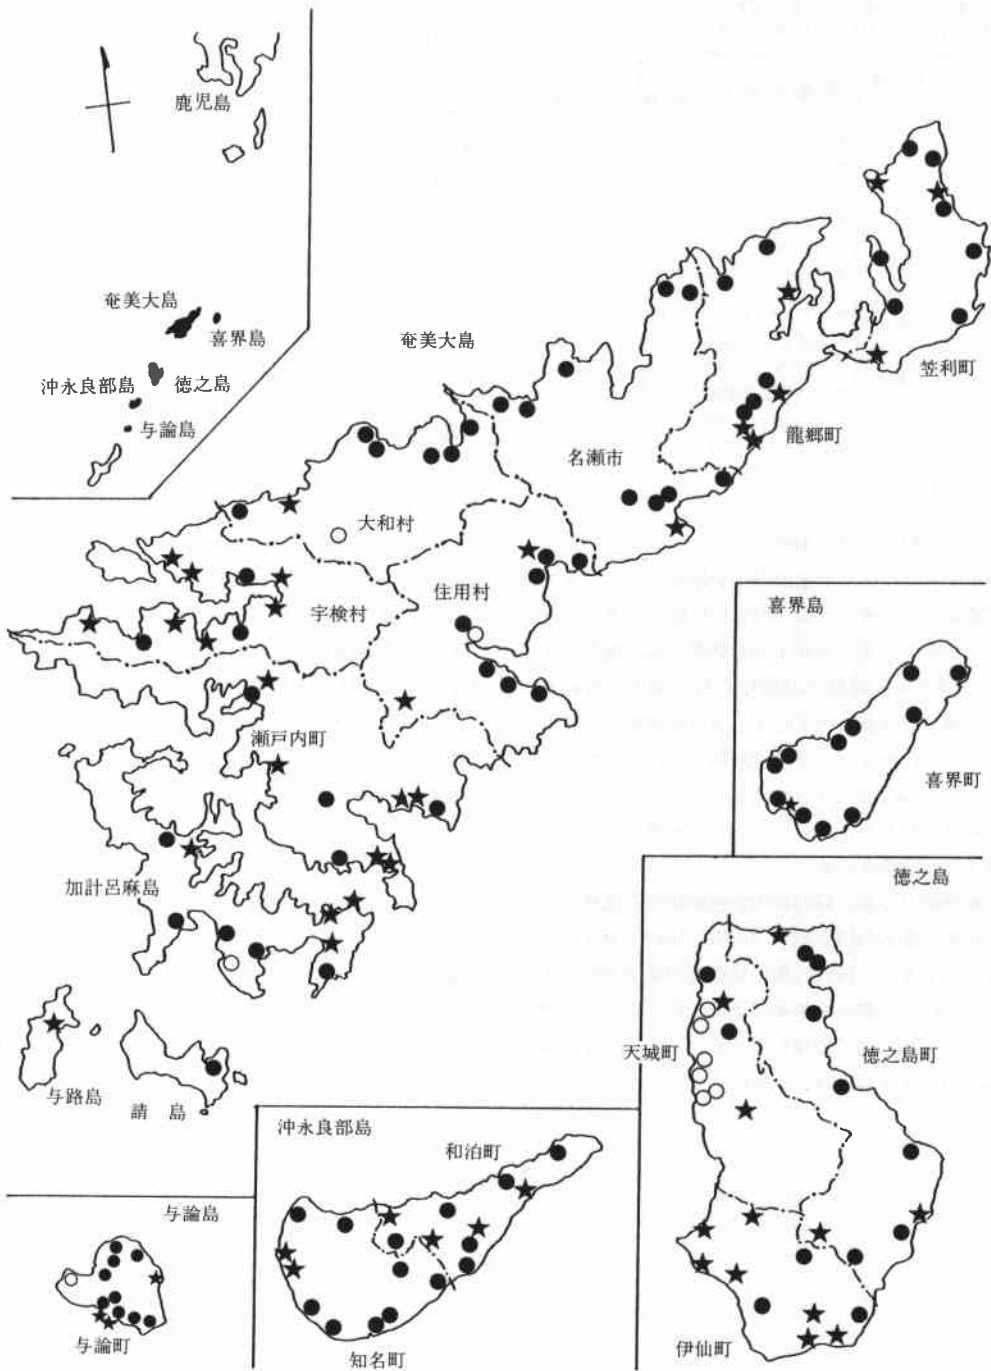 鹿児島
奄美大島
喜界島
沖永良部島
徳之島
与論島
奄美大島
笠利町
龍郷町
名瀬市
大和村
住用村
宇検村
瀬戸内町
加計呂麻島
与路島
請島
喜界島
喜界町
徳之島
天城町
徳之島町
伊仙町
沖永良部島
和泊町
知名町
与論島
与論町